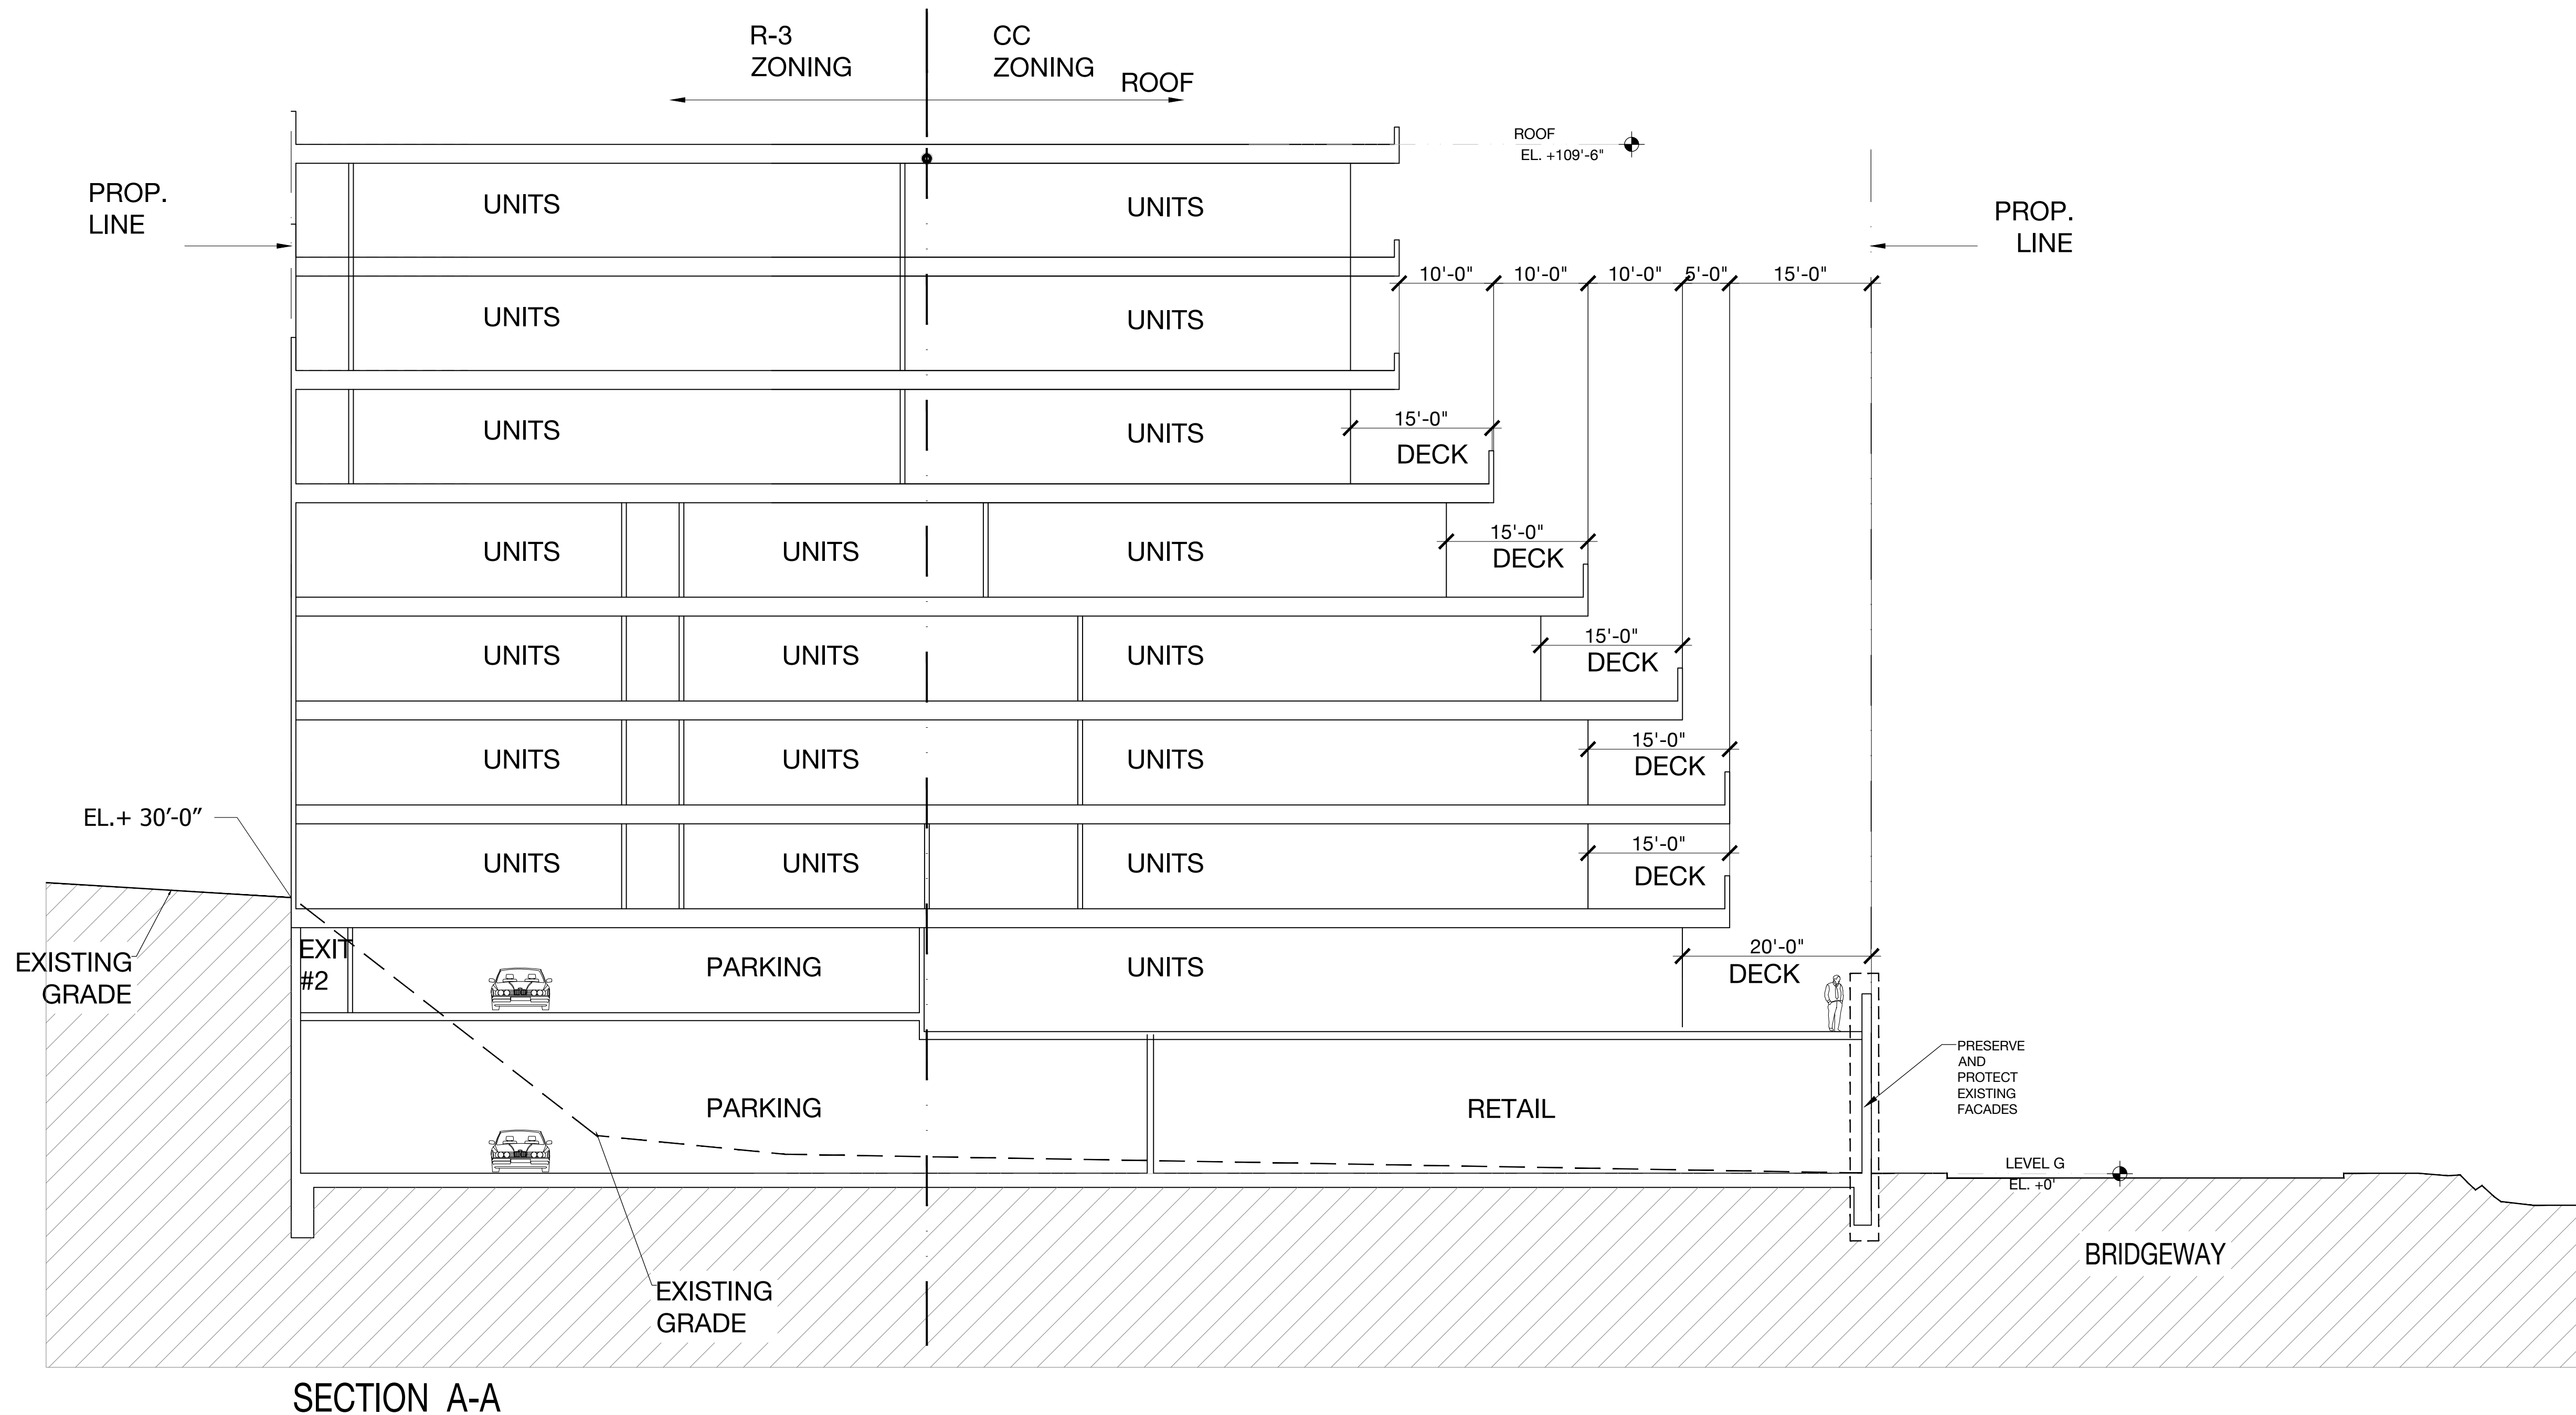 R-3
ZONING
CC
ZONING
ROOF
ROOF
EL. +109'-6"
PROP.
LINE
PROP.
LINE
UNITS
UNITS
10'-0"
10'-0"
10'-0"
5'-0"
15'-0"
UNITS
UNITS
UNITS
UNITS
15'-0"
DECK
UNITS
UNITS
UNITS
15'-0"
DECK
UNITS
UNITS
UNITS
15'-0"
DECK
UNITS
UNITS
UNITS
15'-0"
DECK
EL.+ 30’-0”
UNITS
UNITS
UNITS
15'-0"
DECK
EXISTING
GRADE
EXIT
#2
PARKING
UNITS
20'-0"
DECK
PRESERVE
AND
PROTECT
EXISTING
FACADES
PARKING
RETAIL
LEVEL G
EL. +0'
BRIDGEWAY
EXISTING
GRADE
SECTION A-A